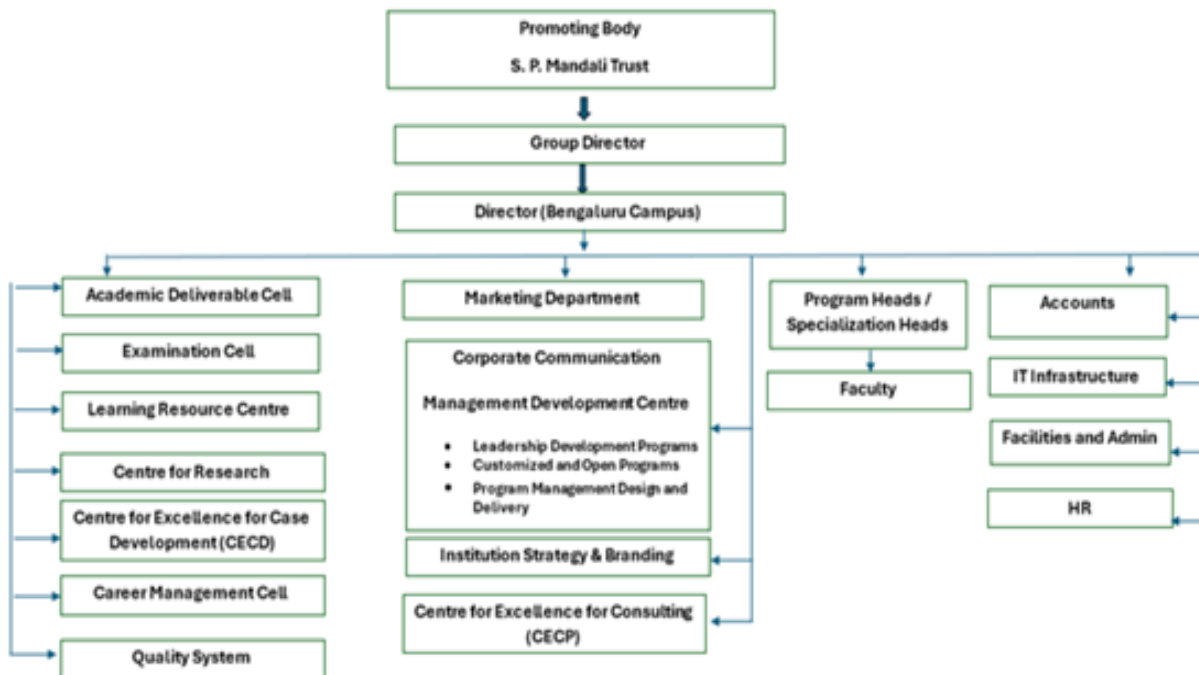 Promoting Body
S. P. Mandali Trust
Group Director
Director (Bengaluru Campus)
Academic Deliverable Cell
Examination Cell
Learning Resource Centre
Centre for Research
Centre for Excellence for Case
Development (CECD)
Career Management Cell
Quality System
Marketing Department
Corporate Communication
Management Development Centre
• Leadership Development Programs
• Customized and Open Programs
• Program Management Design and
Delivery
Institution Strategy & Branding
Centre for Excellence for Consulting
(CECP)
Program Heads /
Specialization Heads
Faculty
Accounts
IT Infrastructure
Facilities and Admin
HR